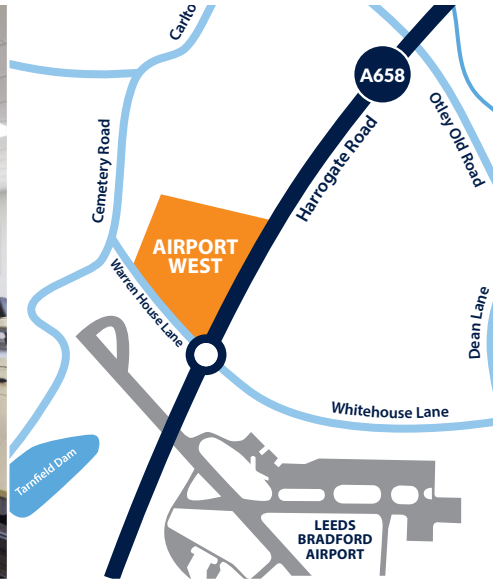 Carlto
A658
Otley Old Road
Harrogate Road
Cemetery Road
AIRPORT
WEST
Warren House Lane
Dean Lane
Whitehouse Lane
Tarnfield Dam
LEEDS
BRADFORD
AIRPORT